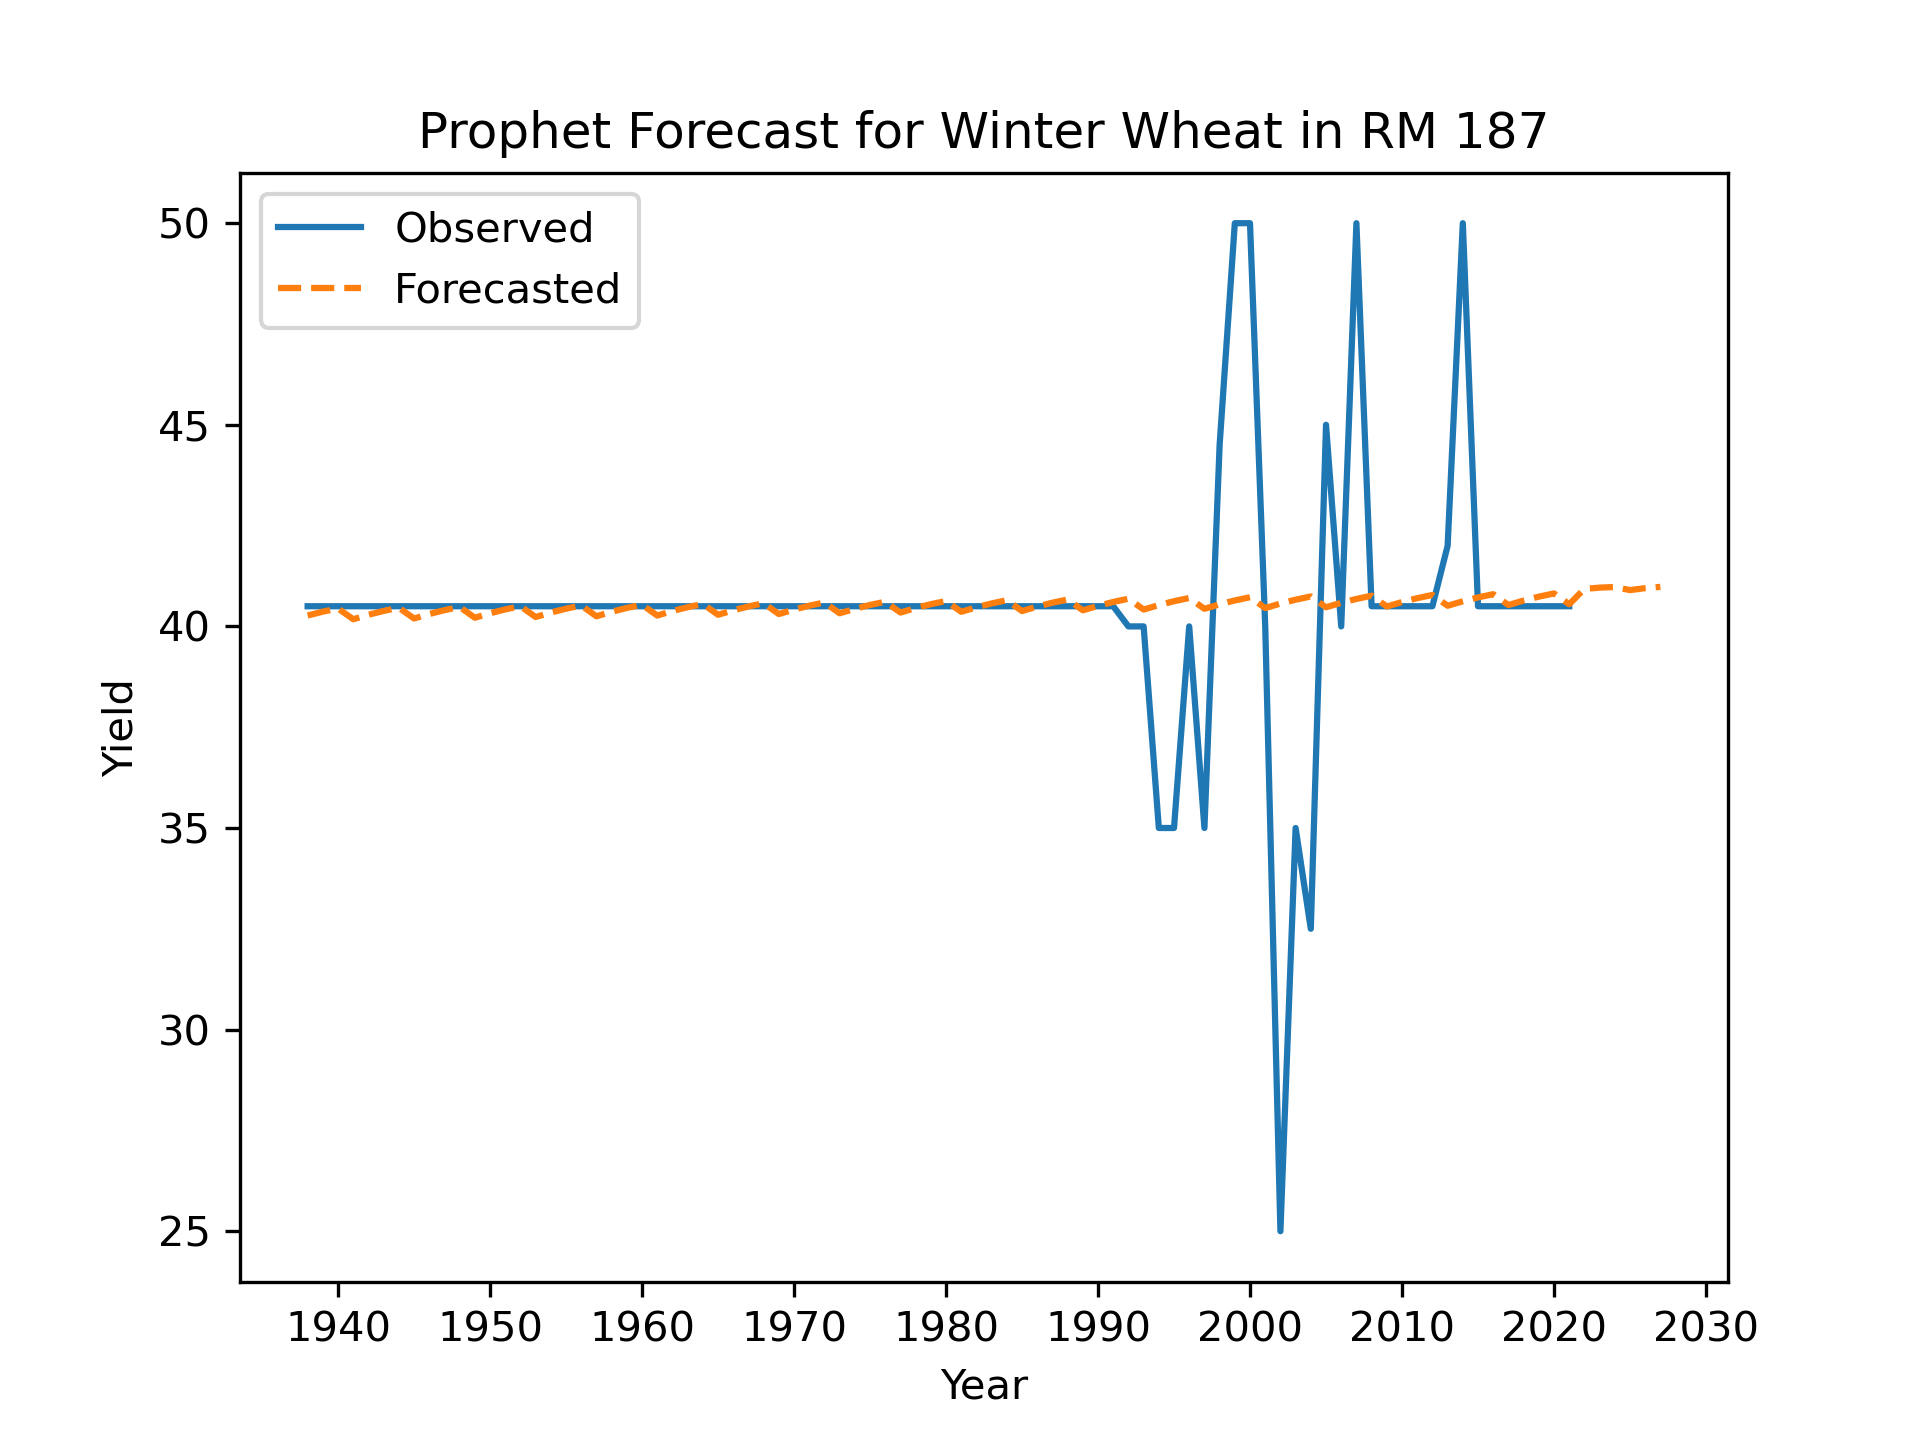 Prophet Forecast for Winter Wheat in RM 187
Observed
Forecasted
50
45
40
35
30
25
Yield
1940 1950 1960 1970 1980 1990 2000 2010 2020 2030
Year